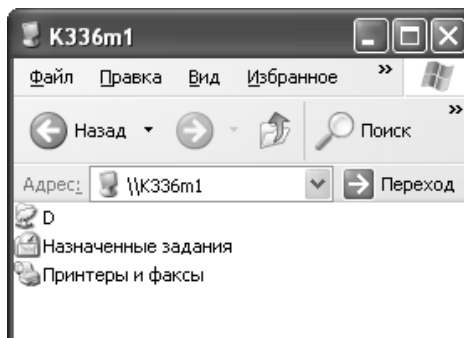 K336m1
Файл Правка Вид Избранное »
Назад Поиск »
Адрес: \\K336m1 Переход
D
Назначенные задания
Принтеры и факсы